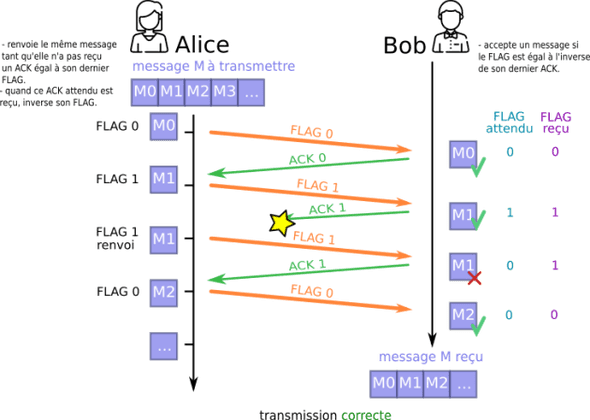 Alice
Bob
- renvoie le même message
tant qu'elle n'a pas reçu
un ACK égal à son dernier
FLAG.
- quand ce ACK attendu est
reçu, inverse son FLAG.
- accepte un message si
le FLAG est égal à l'inverse
de son dernier ACK.
message M à transmettre
M0 M1 M2 M3 ...
FLAG attendu
FLAG reçu
FLAG 0 M0
FLAG 0
M0 0 0
ACK 0
FLAG 1 M1
FLAG 1
ACK 1
M1 1 1
FLAG 1
renvoi
M1
FLAG 1
ACK 1
M1 0 1
FLAG 0 M2
FLAG 0
M2 0 0
...
message M reçu
M0 M1 M2 ...
transmission correcte